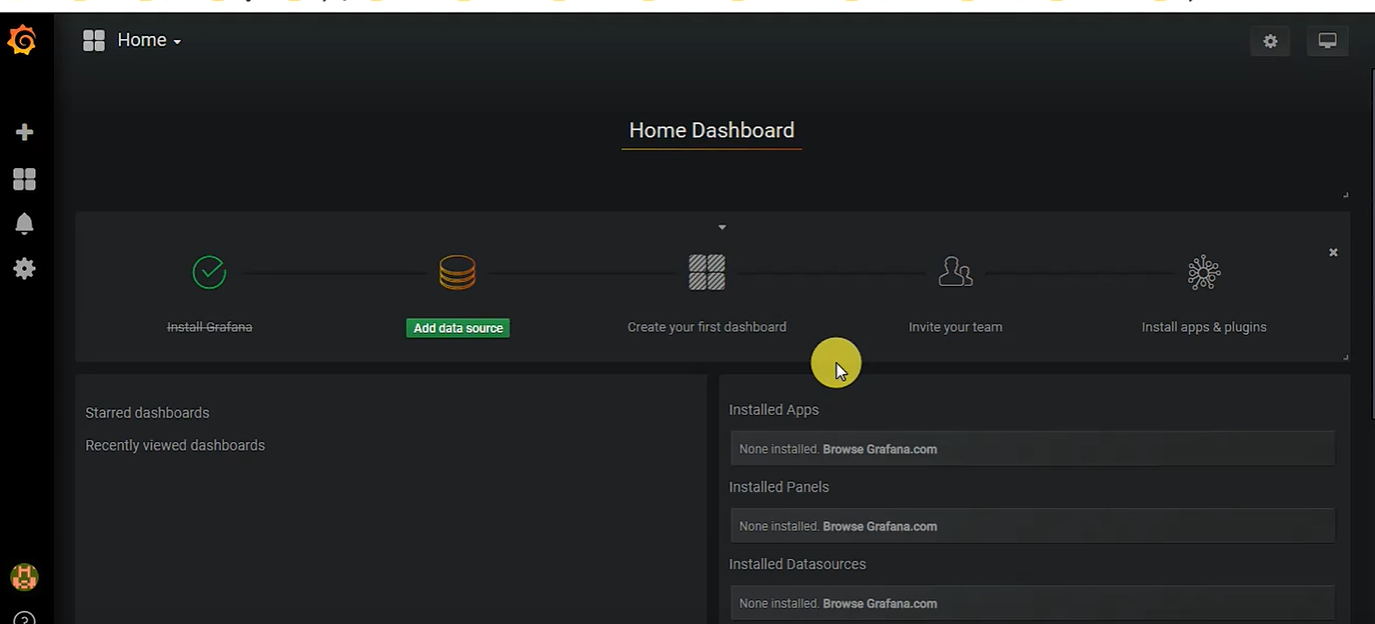 Home
Home Dashboard
Install Grafana
Add data source
Create your first dashboard
Invite your team
Install apps & plugins
Starred dashboards
Recently viewed dashboards
Installed Apps
None installed. Browse Grafana.com
Installed Panels
None installed. Browse Grafana.com
Installed Datasources
None installed. Browse Grafana.com